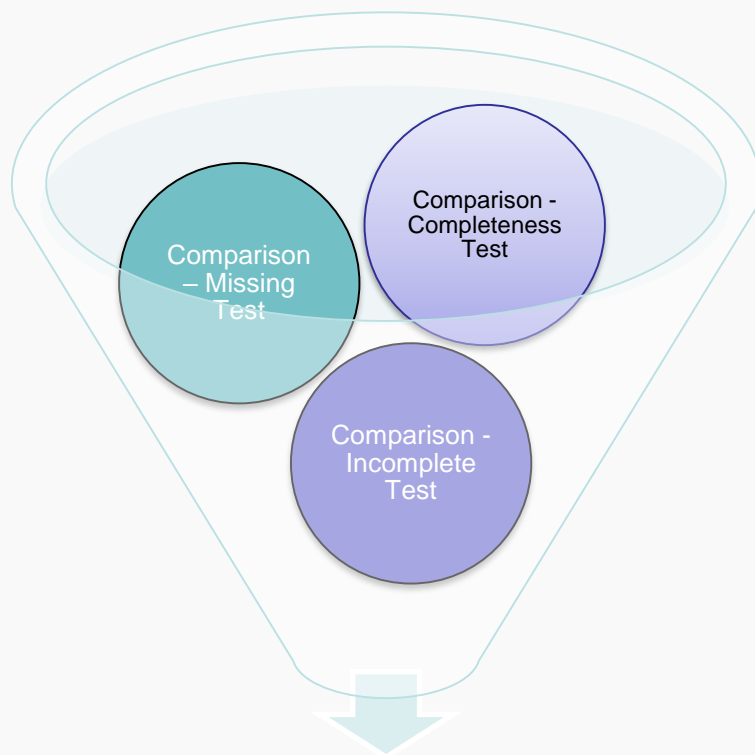 Comparison -
Completeness
Test
Comparison
– Missing
Test
Comparison -
Incomplete
Test